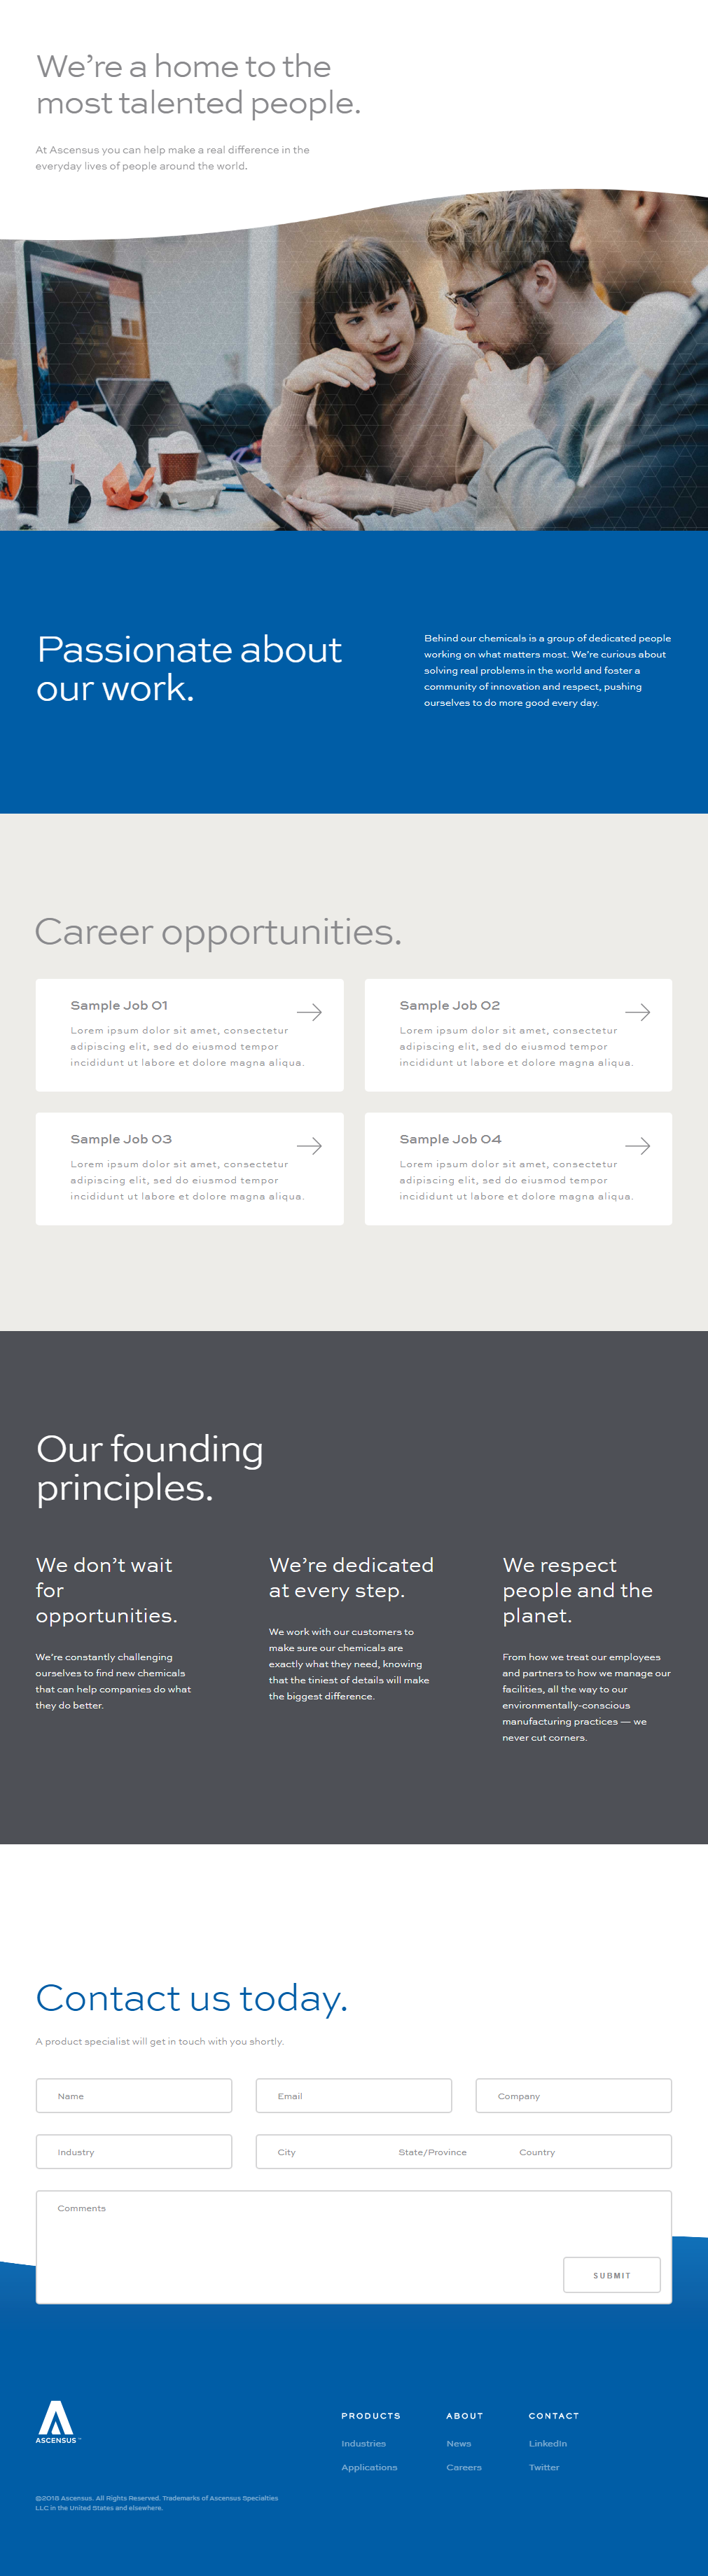 We're a home to the
most talented people.
At Ascensus you can help make a real difference in the
everyday lives of people around the world.
Passionate about
our work.
Behind our chemicals is a group of dedicated people
working on what matters most. We're curious about
solving real problems in the world and foster a
community of innovation and respect, pushing
ourselves to do more good every day.
Career opportunities.
Sample Job 01
Lorem ipsum dolor sit amet, consectetur
adipiscing elit, sed do eiusmod tempor
incididunt ut labore et dolore magna aliqua.
Sample Job 02
Lorem ipsum dolor sit amet, consectetur
adipiscing elit, sed do eiusmod tempor
incididunt ut labore et dolore magna aliqua.
Sample Job 03
Lorem ipsum dolor sit amet, consectetur
adipiscing elit, sed do eiusmod tempor
incididunt ut labore et dolore magna aliqua.
Sample Job 04
Lorem ipsum dolor sit amet, consectetur
adipiscing elit, sed do eiusmod tempor
incididunt ut labore et dolore magna aliqua.
Our founding
principles.
We don't wait
for
opportunities.
We're constantly challenging
ourselves to find new chemicals
that can help companies do what
they do better.
We're dedicated
at every step.
We work with our customers to
make sure our chemicals are
exactly what they need, knowing
that the tiniest of details will make
the biggest difference.
We respect
people and the
planet.
From how we treat our employees
and partners to how we manage our
facilities, all the way to our
environmentally-conscious
manufacturing practices — we
never cut corners.
Contact us today.
A product specialist will get in touch with you shortly.
Name
Email
Company
Industry
City
State/Province
Country
Comments
SUBMIT
ASCENSUS™
PRODUCTS
Industries
Applications
ABOUT
News
Careers
CONTACT
LinkedIn
Twitter
©2018 Ascensus. All Rights Reserved. Trademarks of Ascensus Specialties
LLC in the United States and elsewhere.